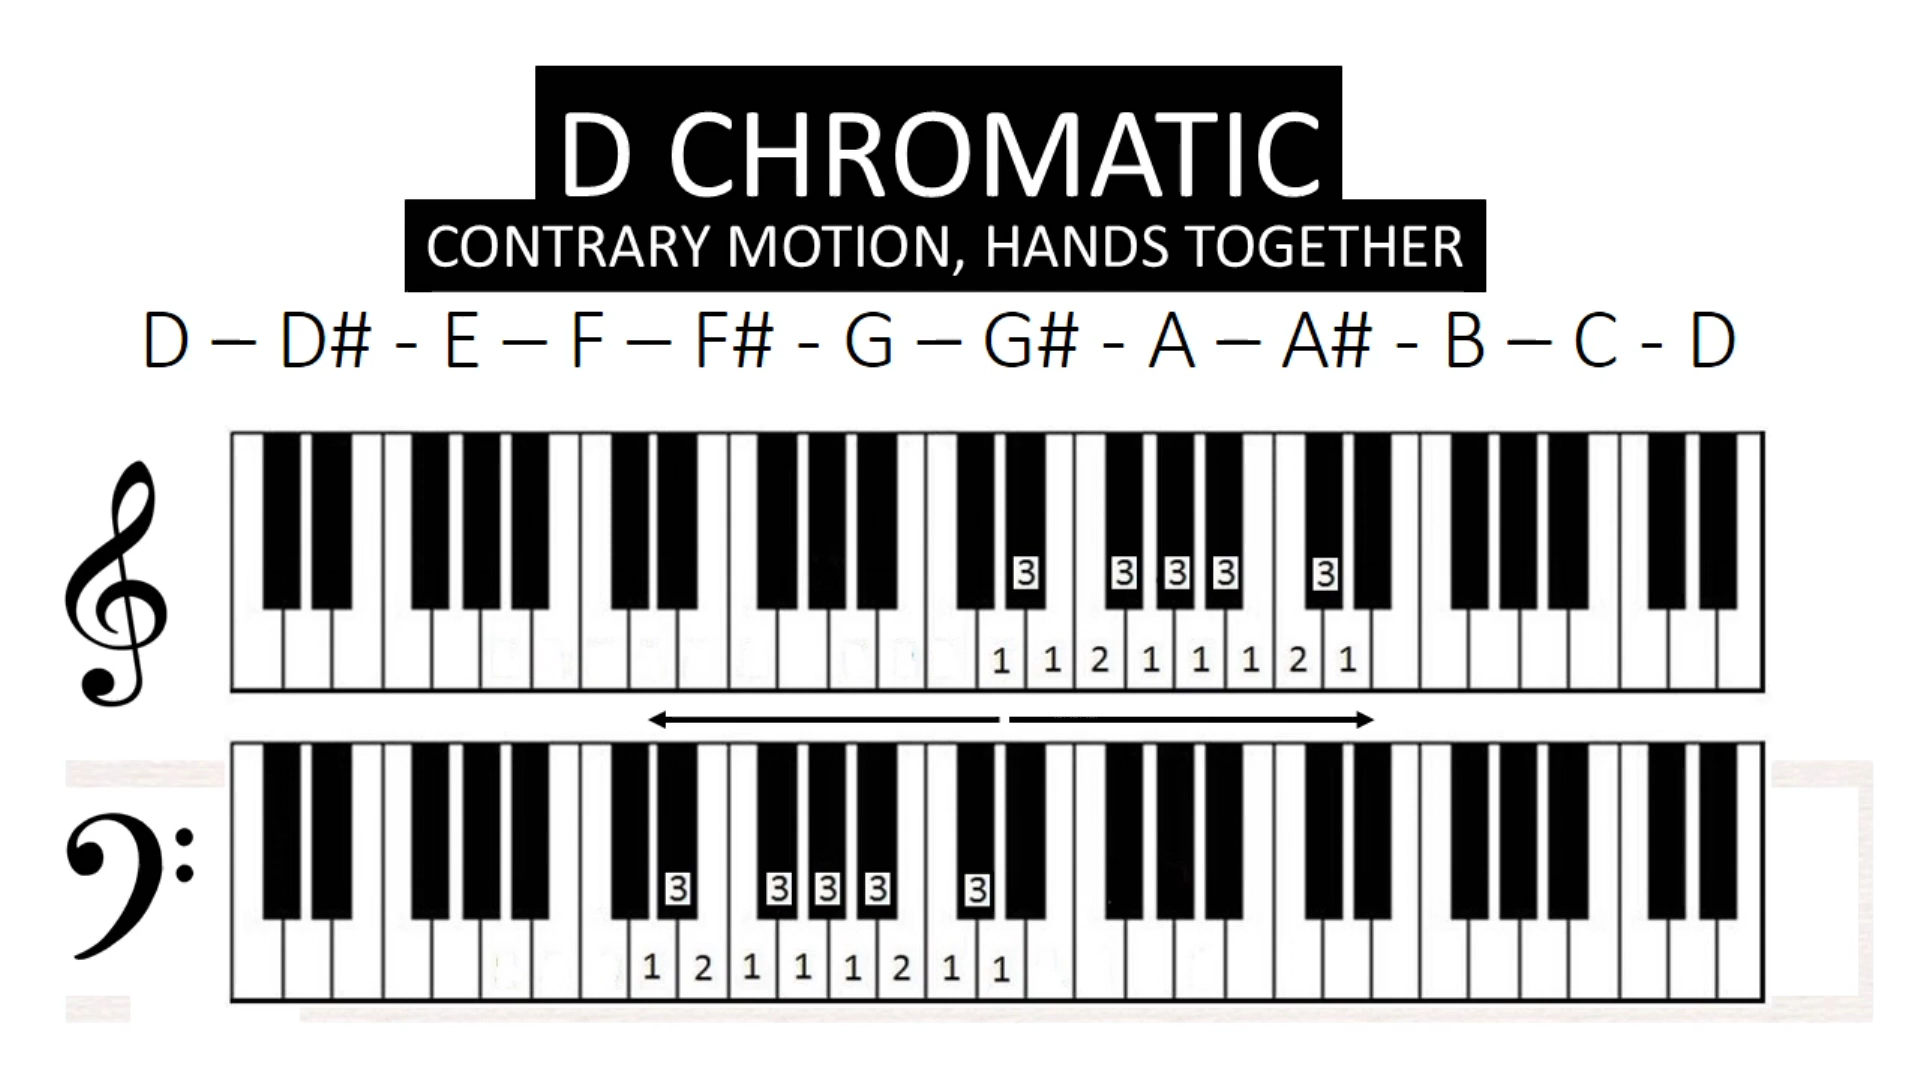 D CHROMATIC
CONTRARY MOTION, HANDS TOGETHER
D – D# - E – F – F# - G – G# - A – A# - B – C - D
3 3 3 3 3
1 1 2 1 1 1 2 1
3 3 3 3 3
1 2 1 1 1 2 1 1